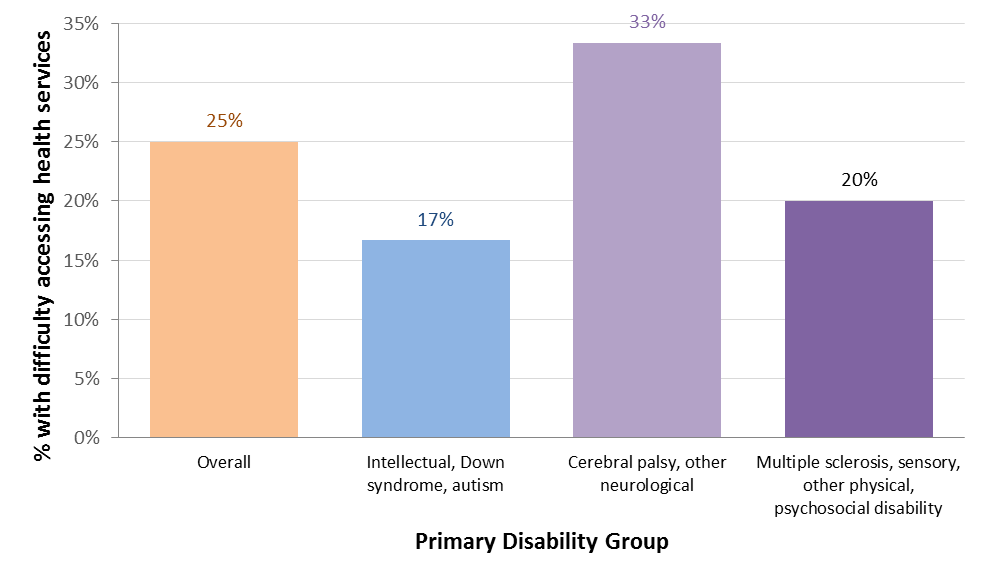 % with difficulty accessing health services
35%
30%
25%
20%
15%
10%
5%
0%
25%
17%
33%
20%
Overall
Intellectual, Down
syndrome, autism
Cerebral palsy, other
neurological
Multiple sclerosis, sensory,
other physical,
psychosocial disability
Primary Disability Group